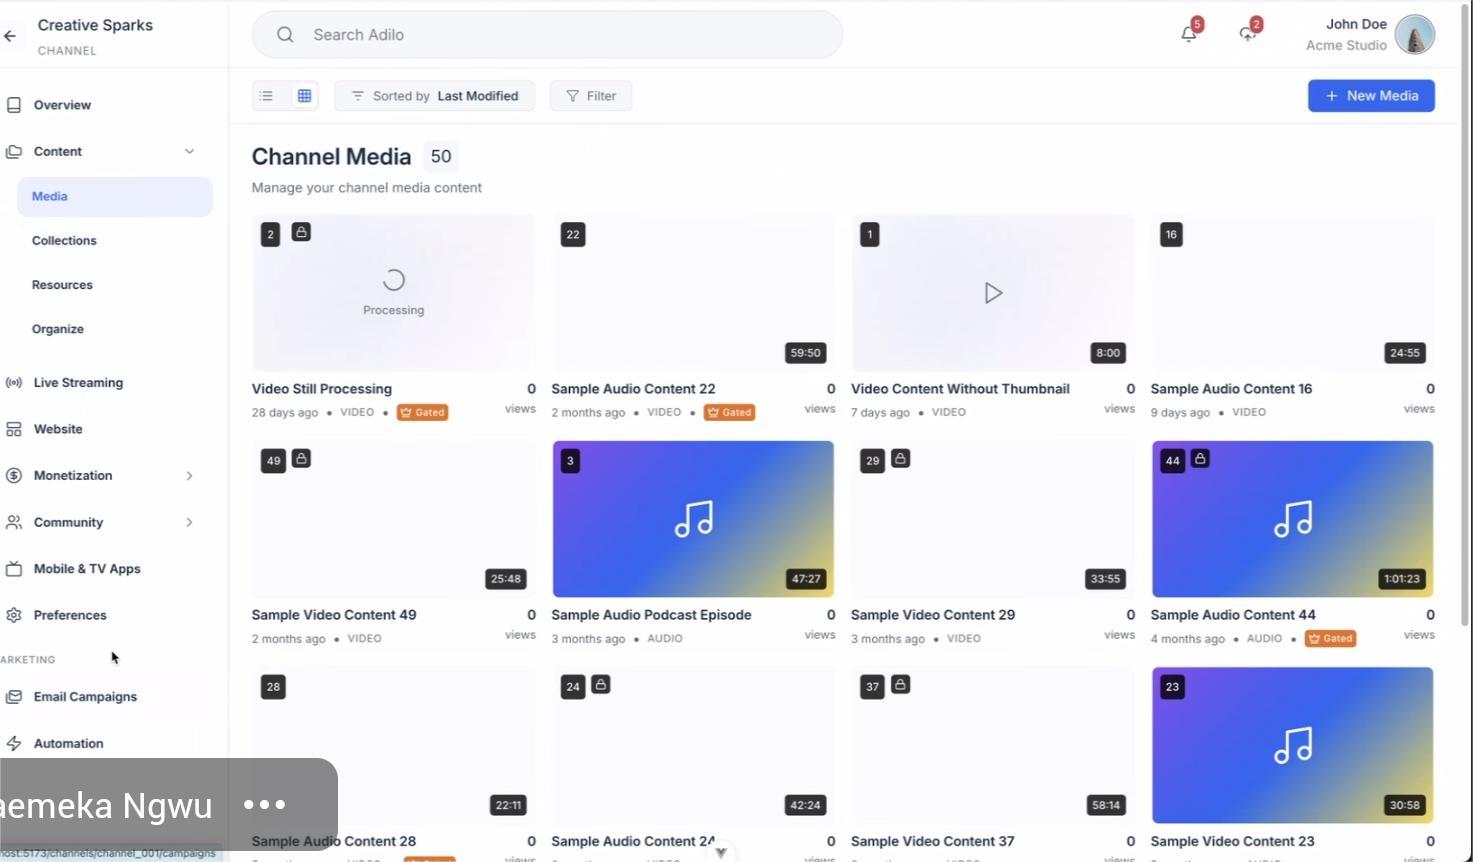 Creative Sparks
CHANNEL
Search Adilo
5
2
John Doe
Acme Studio
Overview
Content
Media
Collections
Resources
Organize
Live Streaming
Website
Monetization
Community
Mobile & TV Apps
Preferences
ARKETING
Email Campaigns
Automation
Sorted by Last Modified
Filter
+ New Media
Channel Media 50
Manage your channel media content
2
Processing
Video Still Processing 0
28 days ago • VIDEO • Gated views
22
59:50
Sample Audio Content 22 0
2 months ago • VIDEO • Gated views
1
8:00
Video Content Without Thumbnail 0
7 days ago • VIDEO views
16
24:55
Sample Audio Content 16 0
9 days ago • VIDEO views
49
25:48
Sample Video Content 49 0
2 months ago • VIDEO views
3
47:27
Sample Audio Podcast Episode 0
3 months ago • AUDIO views
29
33:55
Sample Video Content 29 0
3 months ago • VIDEO views
44
1:01:23
Sample Audio Content 44 0
4 months ago • AUDIO • Gated views
28
22:11
Sample Audio Content 28 0
24
42:24
Sample Audio Content 24 0
37
58:14
Sample Video Content 37 0
23
30:58
Sample Video Content 23 0
aemeka Ngwu
host:5173/channels/channel_001/campaigns